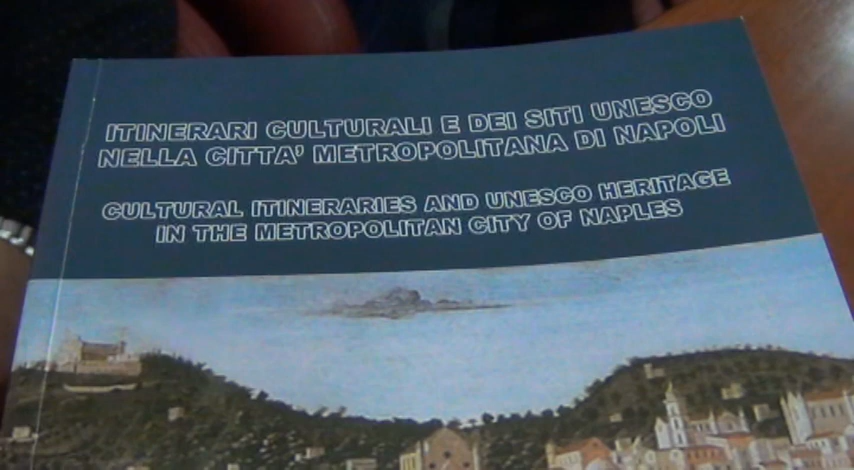 ITINERARI CULTURALI E DEI SITI UNESCO
NELLA CITTA' METROPOLITANA DI NAPOLI
CULTURAL ITINERARIES AND UNESCO HERITAGE
IN THE METROPOLITAN CITY OF NAPLES